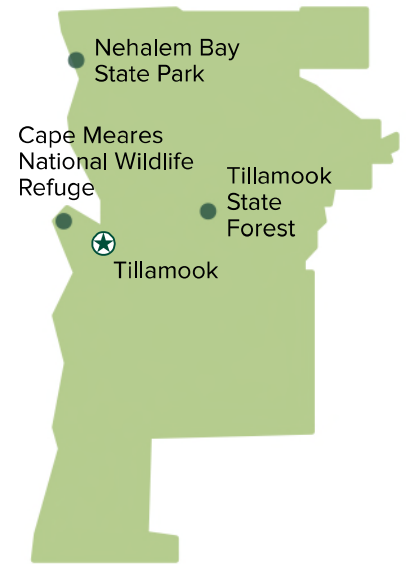 Nehalem Bay
State Park
Cape Meares
National Wildlife
Refuge
Tillamook
State
Forest
Tillamook